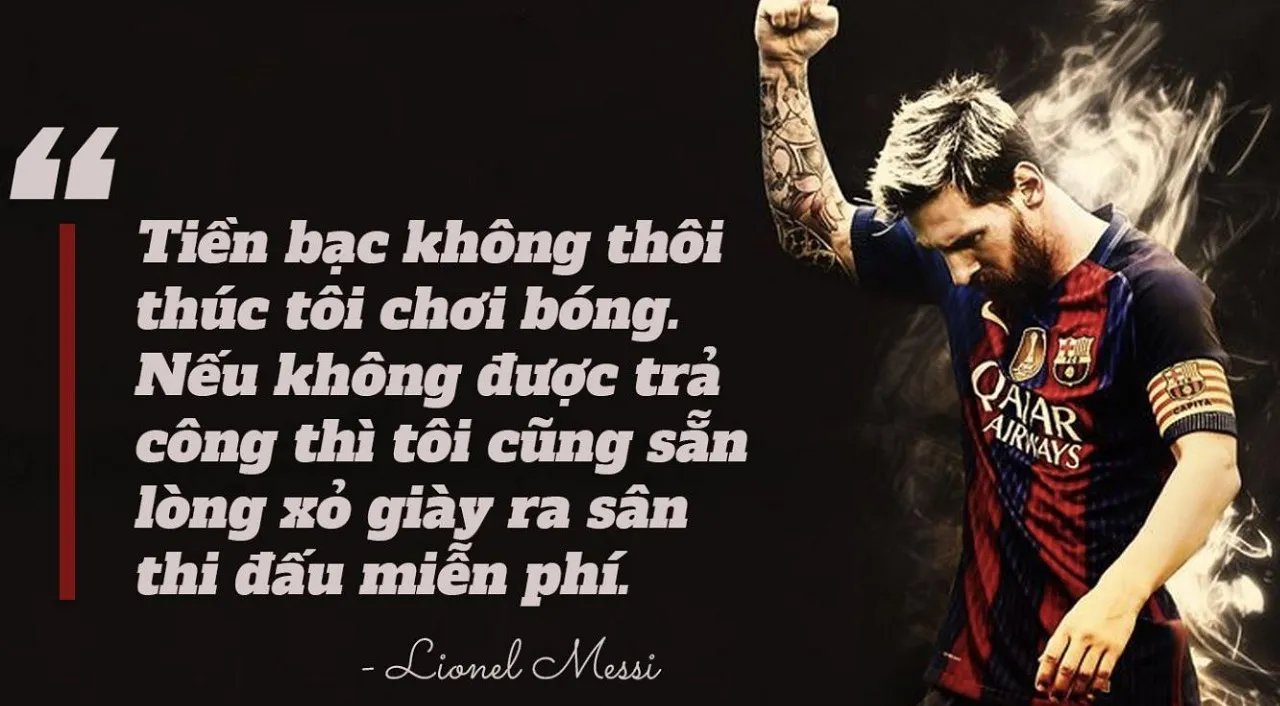 “
Tiền bạc không thôi
thúc tôi chơi bóng.
Nếu không được trả
công thì tôi cũng sẵn
lòng xỏ giày ra sân
thi đấu miễn phí.
- Lionel Messi
QATAR
AIRWAYS
CAPITA